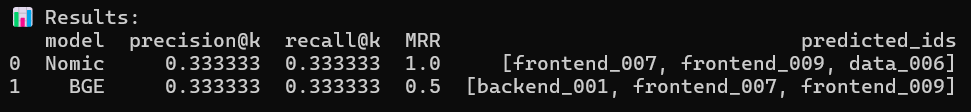 📊 Results:
model precision@k recall@k MRR predicted_ids
0 Nomic 0.333333 0.333333 1.0 [frontend_007, frontend_009, data_006]
1 BGE 0.333333 0.333333 0.5 [backend_001, frontend_007, frontend_009]